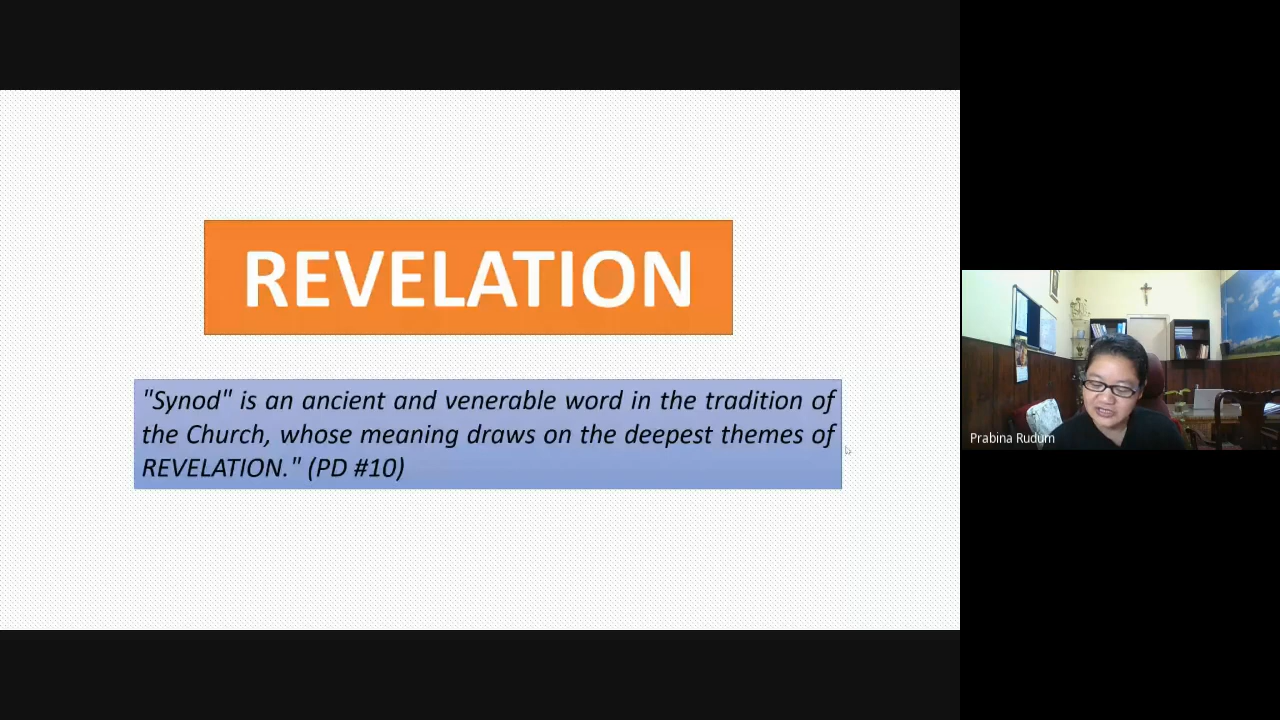 REVELATION
"Synod" is an ancient and venerable word in the tradition of
the Church, whose meaning draws on the deepest themes of
REVELATION." (PD #10)
Prabina Rudum